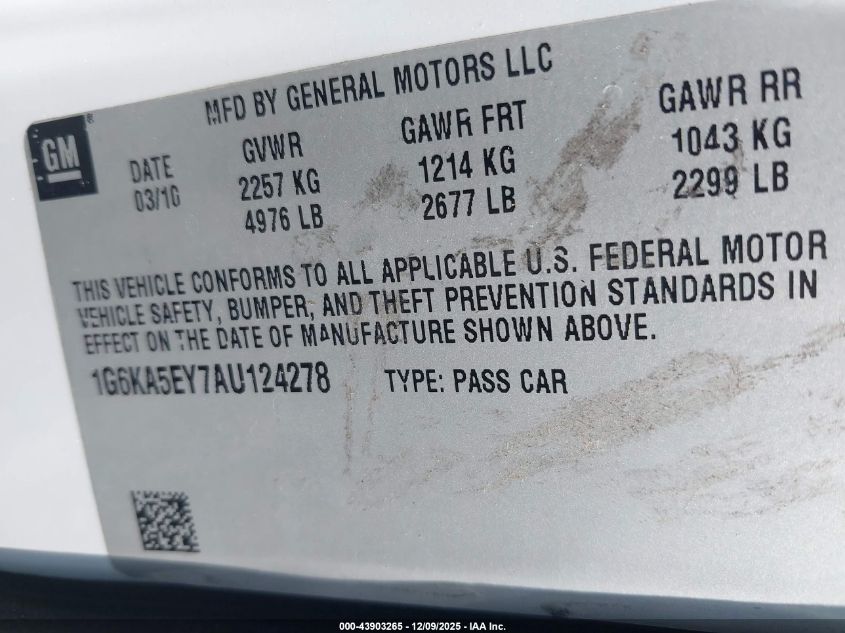 MFD BY GENERAL MOTORS LLC
GM ®
DATE GVWR GAWR FRT GAWR RR
03/10 2257 KG 1214 KG 1043 KG
4976 LB 2677 LB 2299 LB
THIS VEHICLE CONFORMS TO ALL APPLICABLE U.S. FEDERAL MOTOR
VEHICLE SAFETY, BUMPER, AND THEFT PREVENTION STANDARDS IN
EFFECT ON THE DATE OF MANUFACTURE SHOWN ABOVE.
1G6KA5EY7AU124278 TYPE: PASS CAR
000-43903265 - 12/09/2025 - IAA Inc.